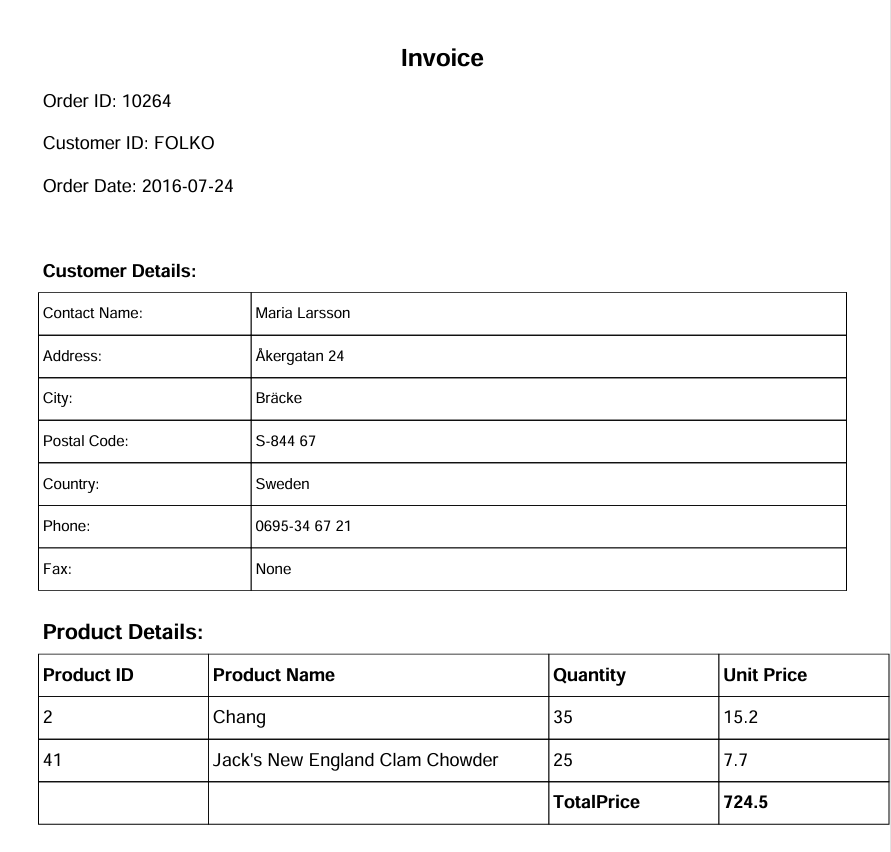 Invoice
Order ID: 10264
Customer ID: FOLKO
Order Date: 2016-07-24
Customer Details:
Contact Name: Maria Larsson
Address: Åkergatan 24
City: Bräcke
Postal Code: S-844 67
Country: Sweden
Phone: 0695-34 67 21
Fax: None
Product Details:
Product ID Product Name Quantity Unit Price
2 Chang 35 15.2
41 Jack's New England Clam Chowder 25 7.7
TotalPrice 724.5